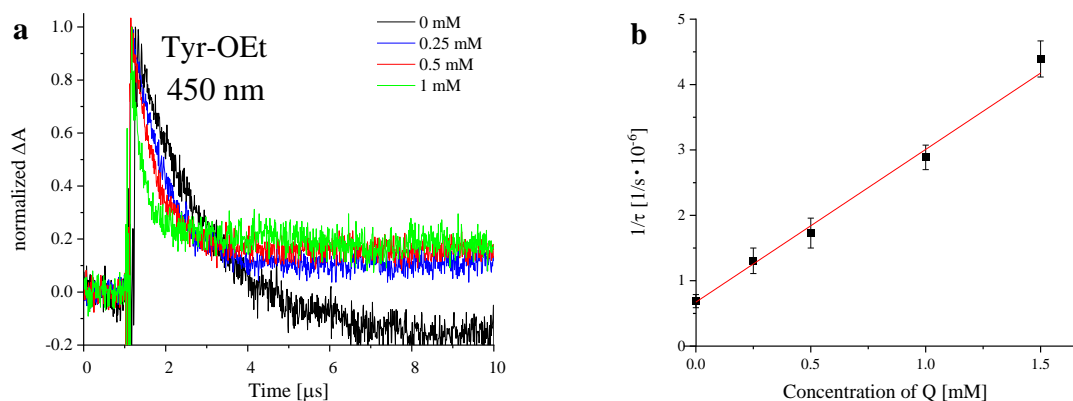 a
Tyr-OEt
450 nm
0 mM
0.25 mM
0.5 mM
1 mM
normalized ΔA
1.0
0.8
0.6
0.4
0.2
0.0
-0.2
0
2
4
6
8
10
Time [μs]
b
1/τ [1/s·10⁻⁶]
5
4
3
2
1
0
0.0
0.5
1.0
1.5
Concentration of Q [mM]